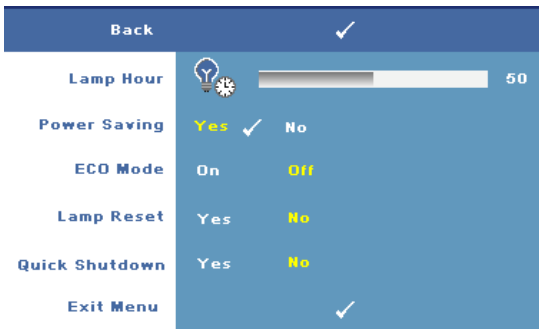 Back
Lamp Hour 50
Power Saving Yes No
ECO Mode On Off
Lamp Reset Yes No
Quick Shutdown Yes No
Exit Menu